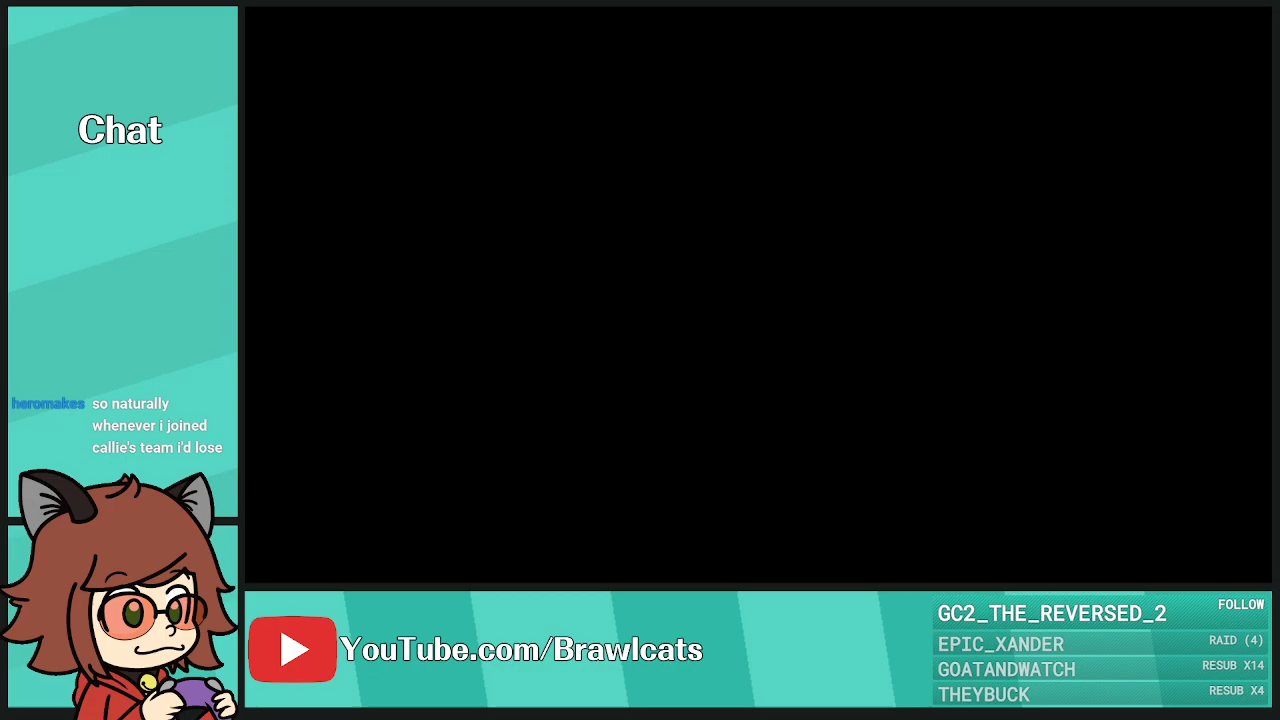 Chat
heromakes so naturally
whenever i joined
callie's team i'd lose
YouTube.com/Brawlcats
GC2_THE_REVERSED_2 FOLLOW
EPIC_XANDER RAID (4)
GOATANDWATCH RESUB X14
THEYBUCK RESUB X4